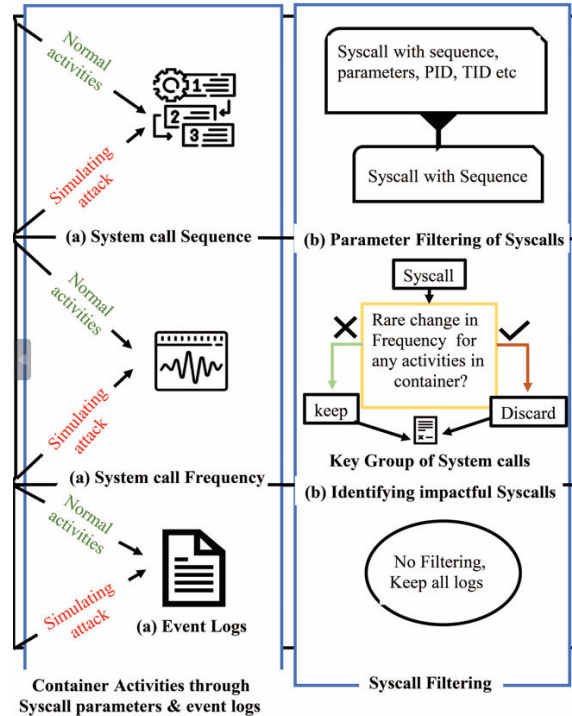 Normal
activities
1
2
3
Simulating
attack
(a) System call Sequence
Syscall with sequence,
parameters, PID, TID etc
Syscall with Sequence
(b) Parameter Filtering of Syscalls
Normal
activities
Simulating
attack
(a) System call Frequency
Syscall
Rare change in
Frequency for
any activities in
container?
keep
Discard
Key Group of System calls
(b) Identifying impactful Syscalls
Normal
activities
Simulating
attack
(a) Event Logs
No Filtering,
Keep all logs
Container Activities through
Syscall parameters & event logs
Syscall Filtering